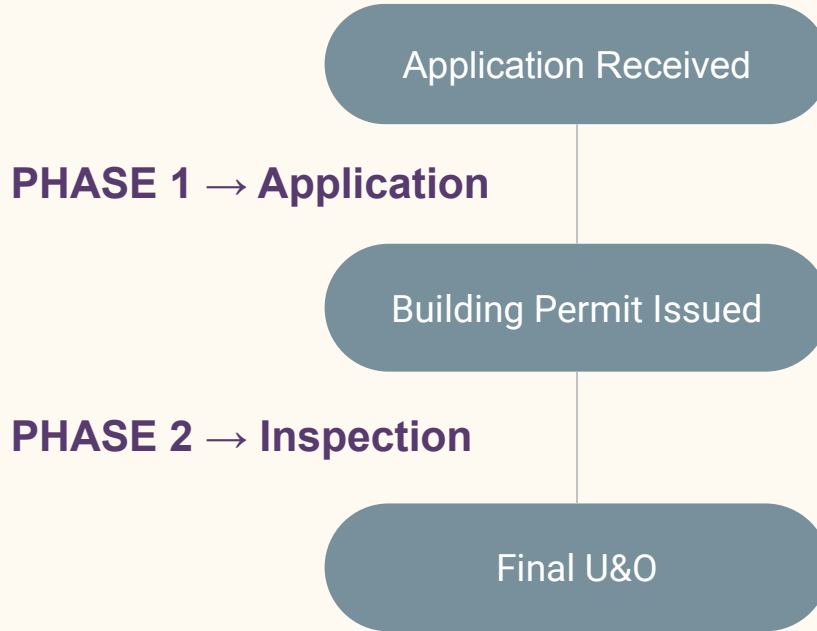 Application Received
PHASE 1 → Application
Building Permit Issued
PHASE 2 → Inspection
Final U&O